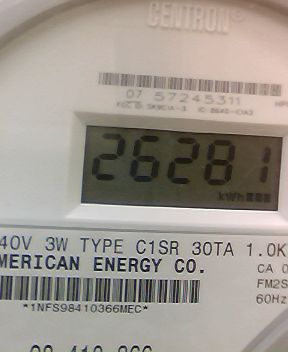 CENTRON®
07 57245311
26281
kWh
40V 3W TYPE C1SR 30TA 1.0K
MERICAN ENERGY CO.
CA 0
FM2S
60Hz
*1NFS98410366MEC*